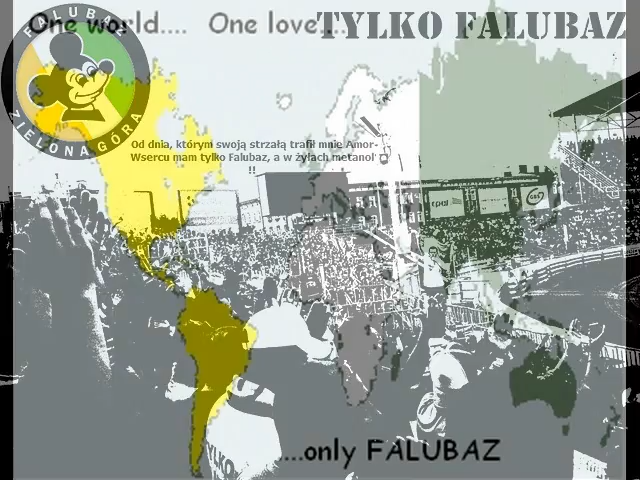 One world.... One love....
TYLKO FALUBAZ
FALUBAZ
ZIELONA GÓRA
Od dnia, którym swoją strzałą trafił mnie Amor-
Wsercu mam tylko Falubaz, a w żyłach metanol
!!
TYLKO
....only FALUBAZ